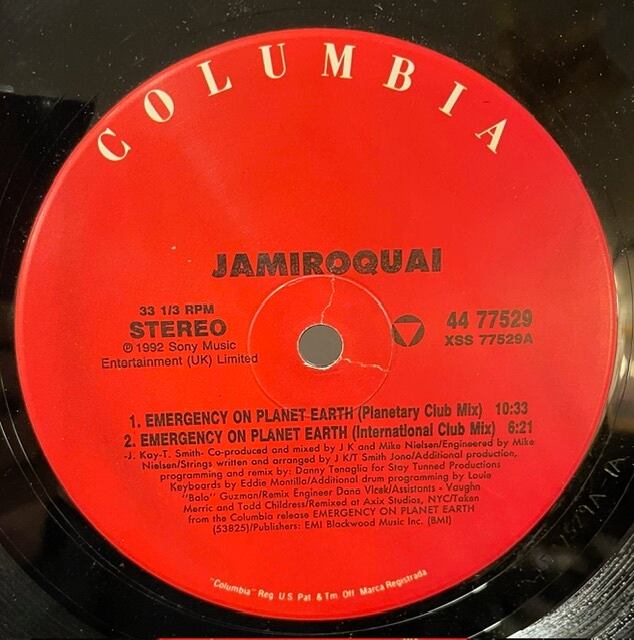 COLUMBIA
JAMIROQUAI
33 1/3 RPM
STEREO
℗ 1992 Sony Music
Entertainment (UK) Limited
44 77529
XSS 77529A
1. EMERGENCY ON PLANET EARTH (Planetary Club Mix) 10:33
2. EMERGENCY ON PLANET EARTH (International Club Mix) 6:21
-J. Kay-T. Smith- Co-produced and mixed by J K and Mike Nielsen/Engineered by Mike
Nielsen/Strings written and arranged by J K/T Smith Jono/Additional production,
programming and remix by: Danny Tenaglia for Stay Tunned Productions
Keyboards by Eddie Montilla/Additional drum programming by Louie
"Balo" Guzman/Remix Engineer Dana Vlcak/Assistants - Vaughn
Merric and Todd Childress/Remixed at Axix Studios, NYC/Taken
from the Columbia release EMERGENCY ON PLANET EARTH
(53825)/Publishers: EMI Blackwood Music Inc. (BMI)
"Columbia" Reg. U.S. Pat. & Tm. Off. Marca Registrada